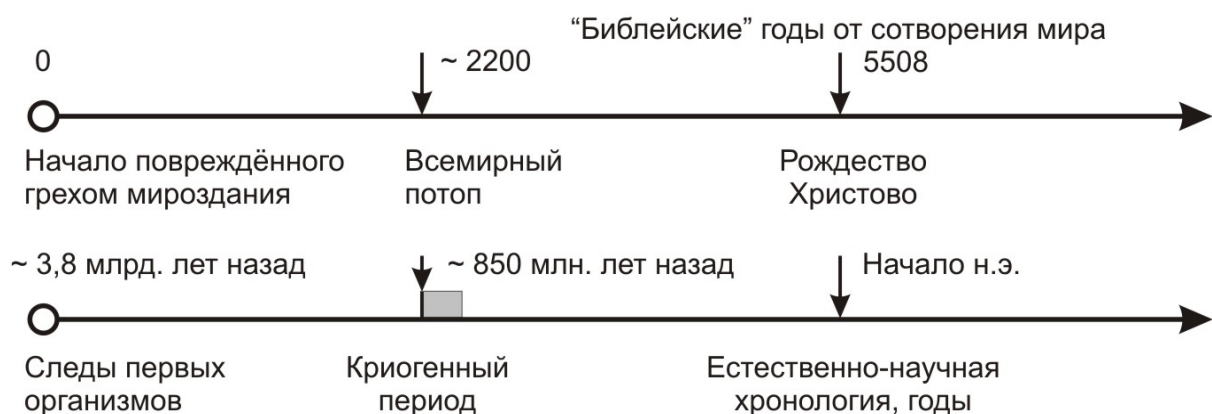 “Библейские” годы от сотворения мира
0
~ 2200
5508
Начало повреждённого
грехом мироздания
Всемирный
потоп
Рождество
Христово
~ 3,8 млрд. лет назад
~ 850 млн. лет назад
Начало н.э.
Следы первых
организмов
Криогенный
период
Естественно-научная
хронология, годы